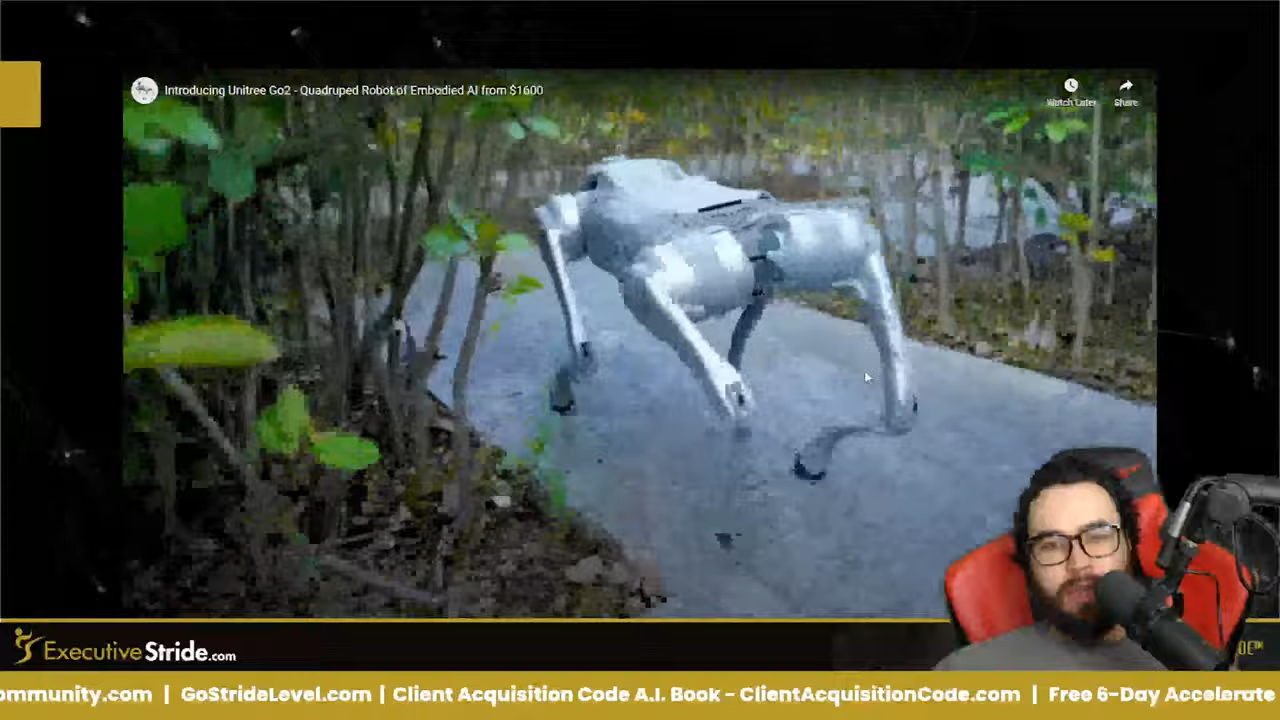 Introducing Unitree Go2 - Quadruped Robot of Embodied AI from $1600
Watch Later
Share
ExecutiveStride.com
ommunity.com | GoStrideLevel.com | Client Acquisition Code A.I. Book - ClientAcquisitionCode.com | Free 6-Day Accelerate